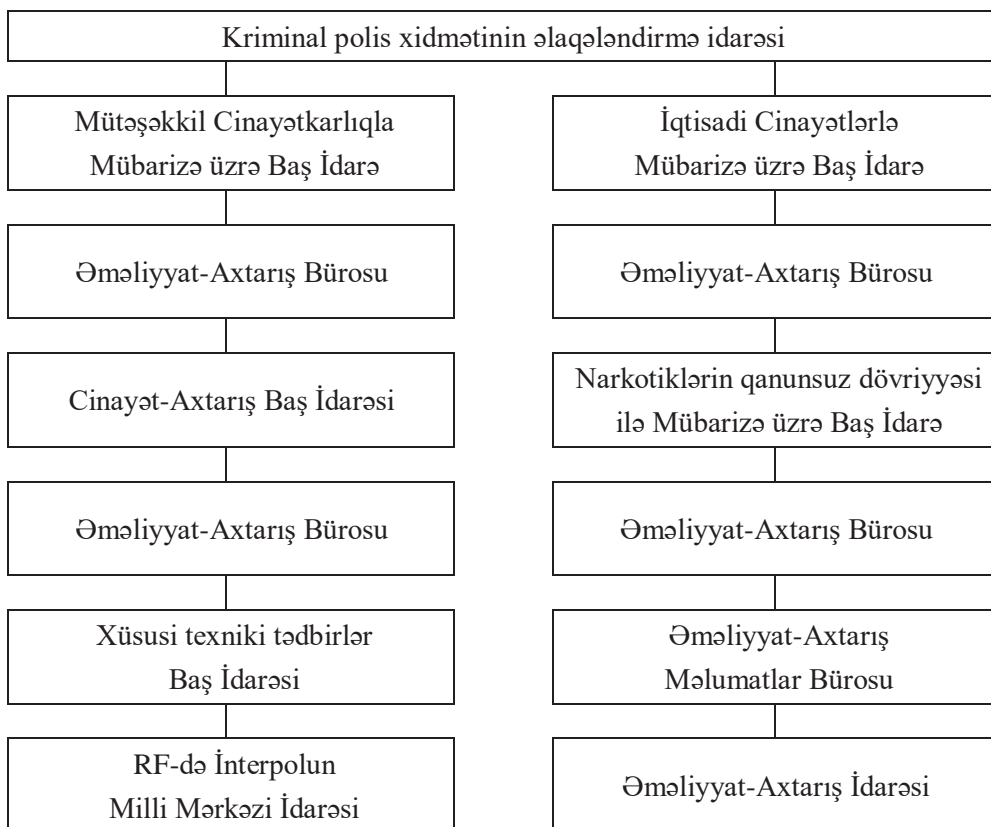 Kriminal polis xidmətinin əlaqələndirmə idarəsi
Mütəşəkkil Cinayətkarlıqla
Mübarizə üzrə Baş İdarə
Əməliyyat-Axtarış Bürosu
Cinayət-Axtarış Baş İdarəsi
Əməliyyat-Axtarış Bürosu
Xüsusi texniki tədbirlər
Baş İdarəsi
RF-də İnterpolun
Milli Mərkəzi İdarəsi
İqtisadi Cinayətlərlə
Mübarizə üzrə Baş İdarə
Əməliyyat-Axtarış Bürosu
Narkotiklərin qanunsuz dövriyyəsi
ilə Mübarizə üzrə Baş İdarə
Əməliyyat-Axtarış Bürosu
Əməliyyat-Axtarış
Məlumatlar Bürosu
Əməliyyat-Axtarış İdarəsi